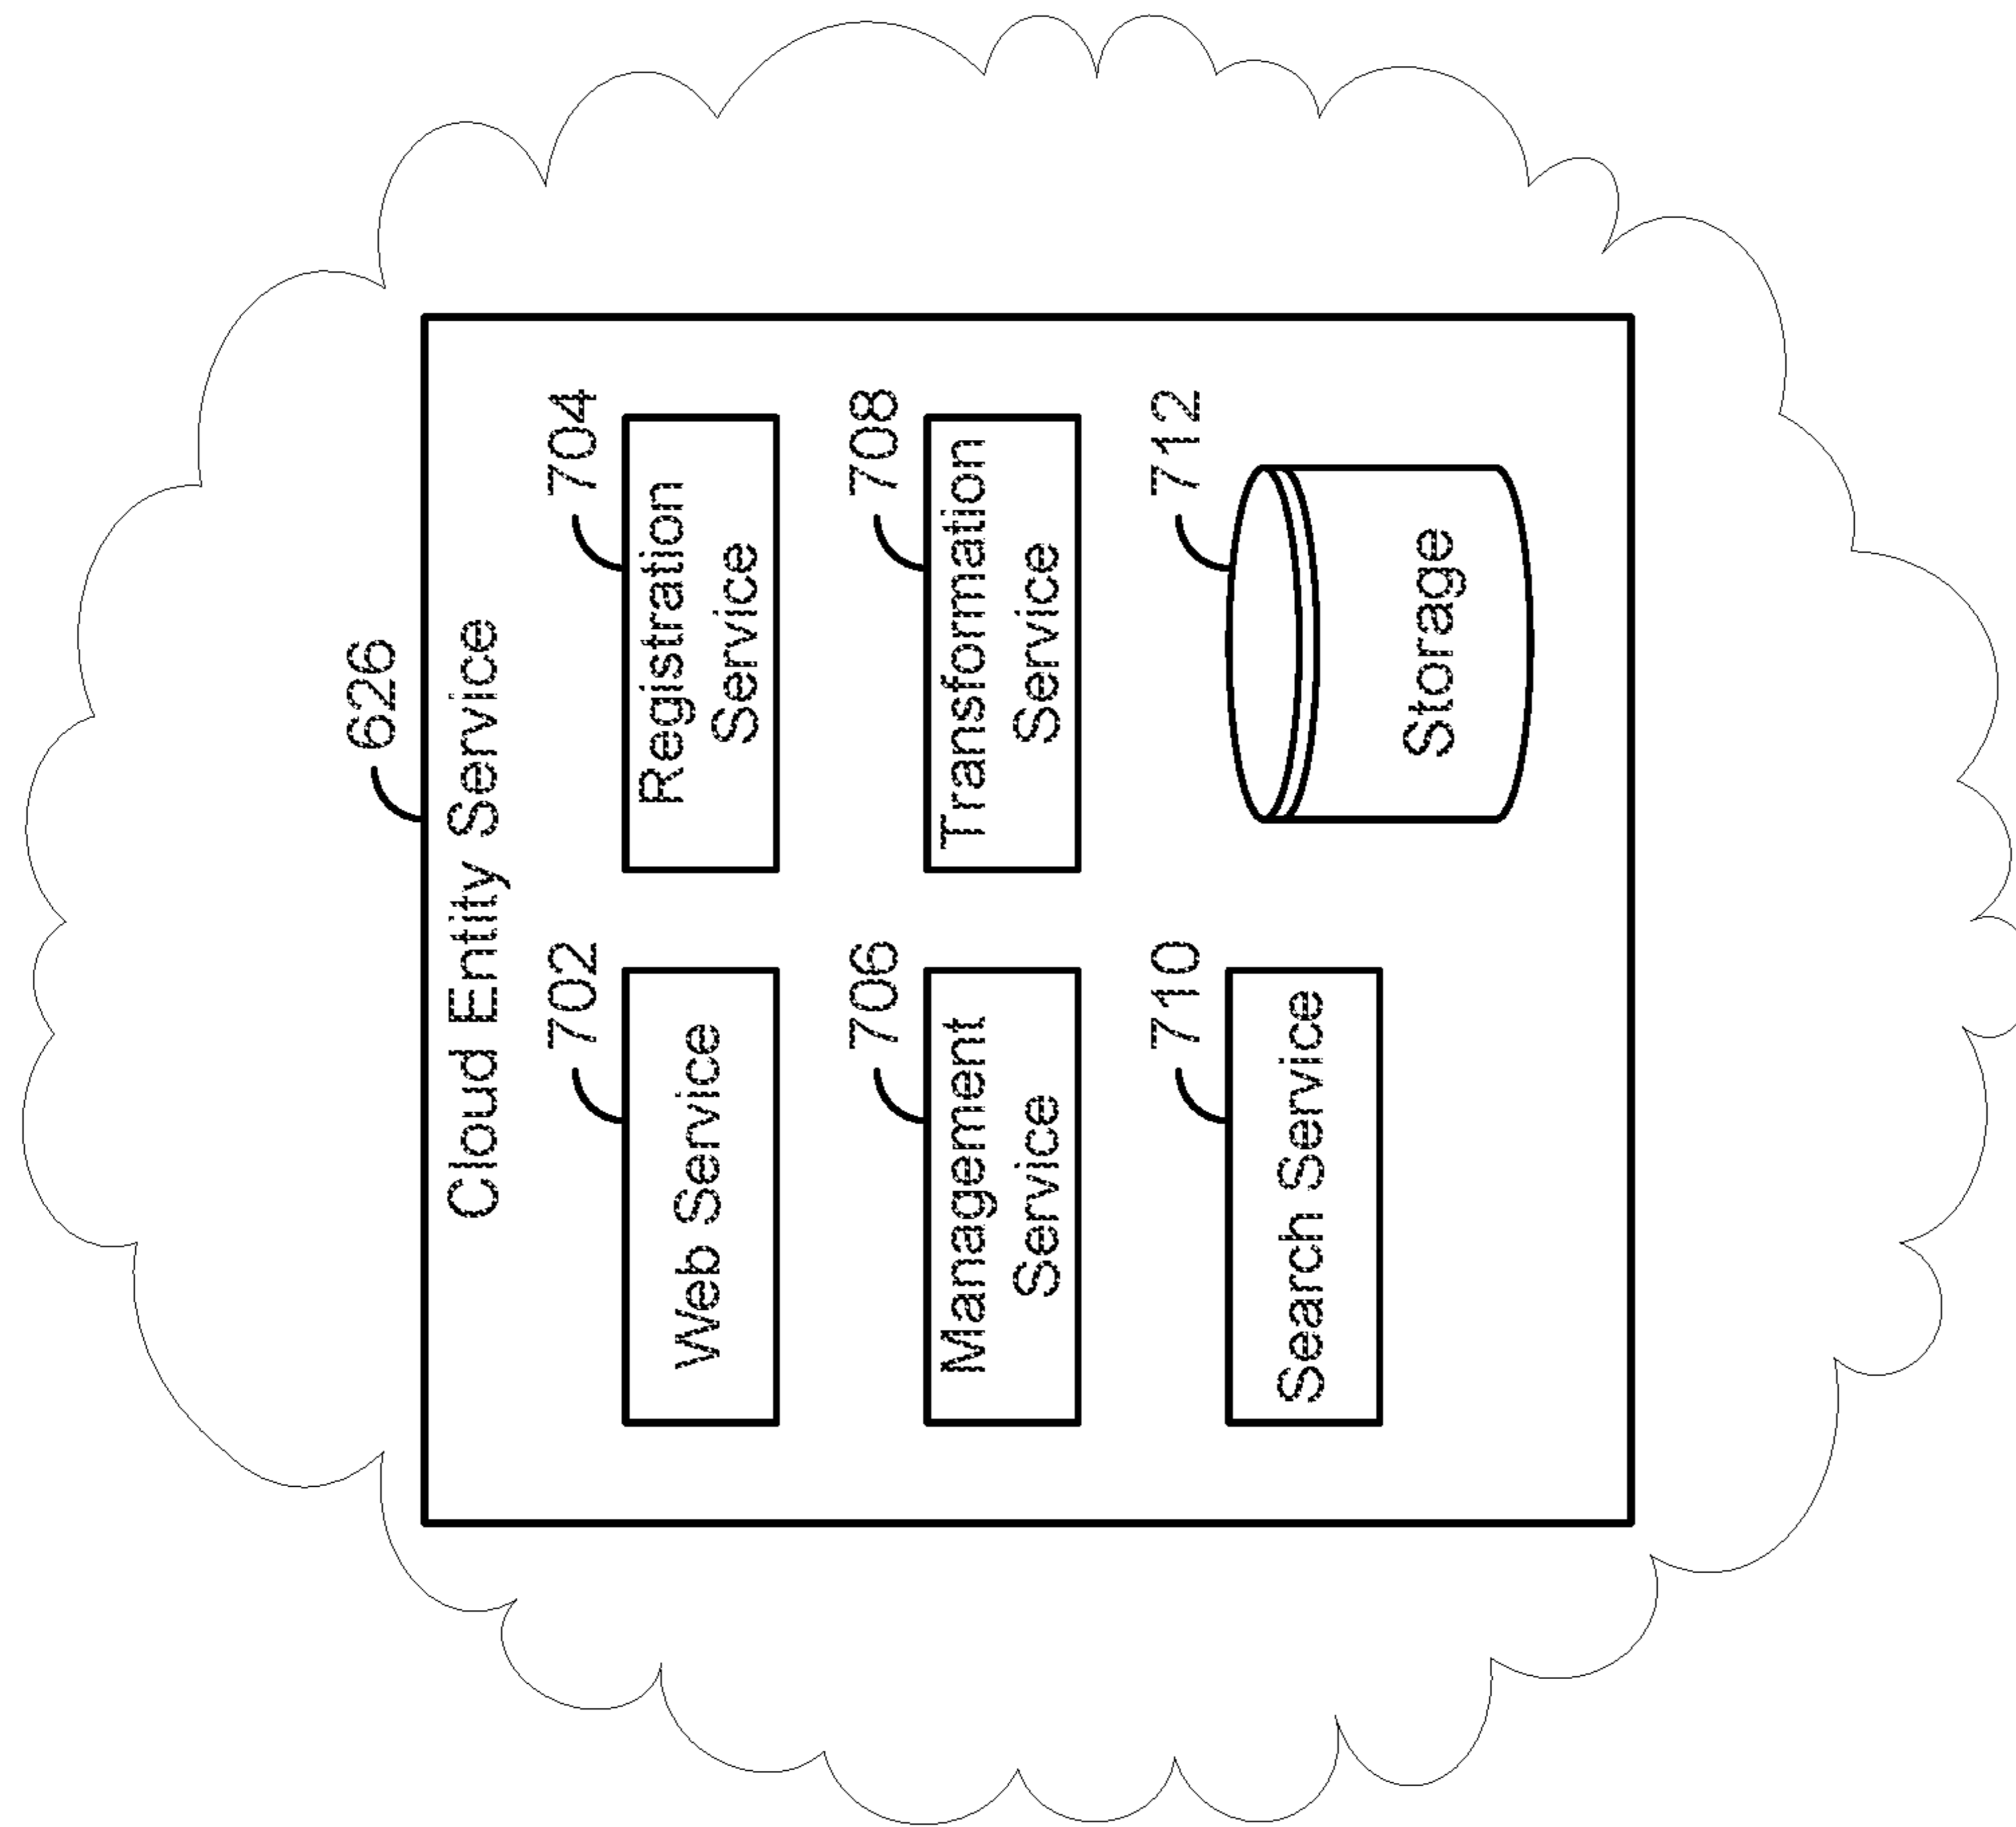 626
Cloud Entity Service
702
Web Service
704
Registration
Service
706
Management
Service
708
Transformation
Service
710
Search Service
712
Storage